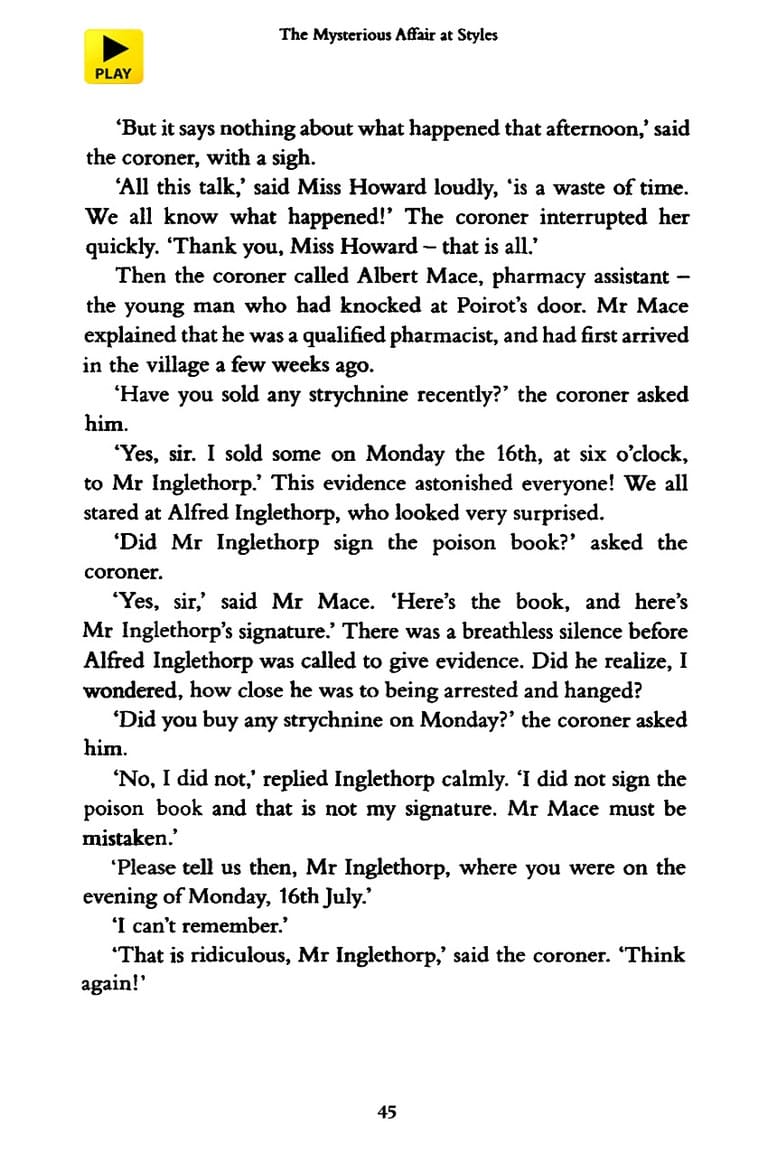 The Mysterious Affair at Styles
PLAY
‘But it says nothing about what happened that afternoon,’ said
the coroner, with a sigh.
‘All this talk,’ said Miss Howard loudly, ‘is a waste of time.
We all know what happened!’ The coroner interrupted her
quickly. ‘Thank you, Miss Howard – that is all.’
Then the coroner called Albert Mace, pharmacy assistant –
the young man who had knocked at Poirot’s door. Mr Mace
explained that he was a qualified pharmacist, and had first arrived
in the village a few weeks ago.
‘Have you sold any strychnine recently?’ the coroner asked
him.
‘Yes, sir. I sold some on Monday the 16th, at six o’clock,
to Mr Inglethorp.’ This evidence astonished everyone! We all
stared at Alfred Inglethorp, who looked very surprised.
‘Did Mr Inglethorp sign the poison book?’ asked the
coroner.
‘Yes, sir,’ said Mr Mace. ‘Here’s the book, and here’s
Mr Inglethorp’s signature.’ There was a breathless silence before
Alfred Inglethorp was called to give evidence. Did he realize, I
wondered, how close he was to being arrested and hanged?
‘Did you buy any strychnine on Monday?’ the coroner asked
him.
‘No, I did not,’ replied Inglethorp calmly. ‘I did not sign the
poison book and that is not my signature. Mr Mace must be
mistaken.’
‘Please tell us then, Mr Inglethorp, where you were on the
evening of Monday, 16th July.’
‘I can’t remember.’
‘That is ridiculous, Mr Inglethorp,’ said the coroner. ‘Think
again!’
45